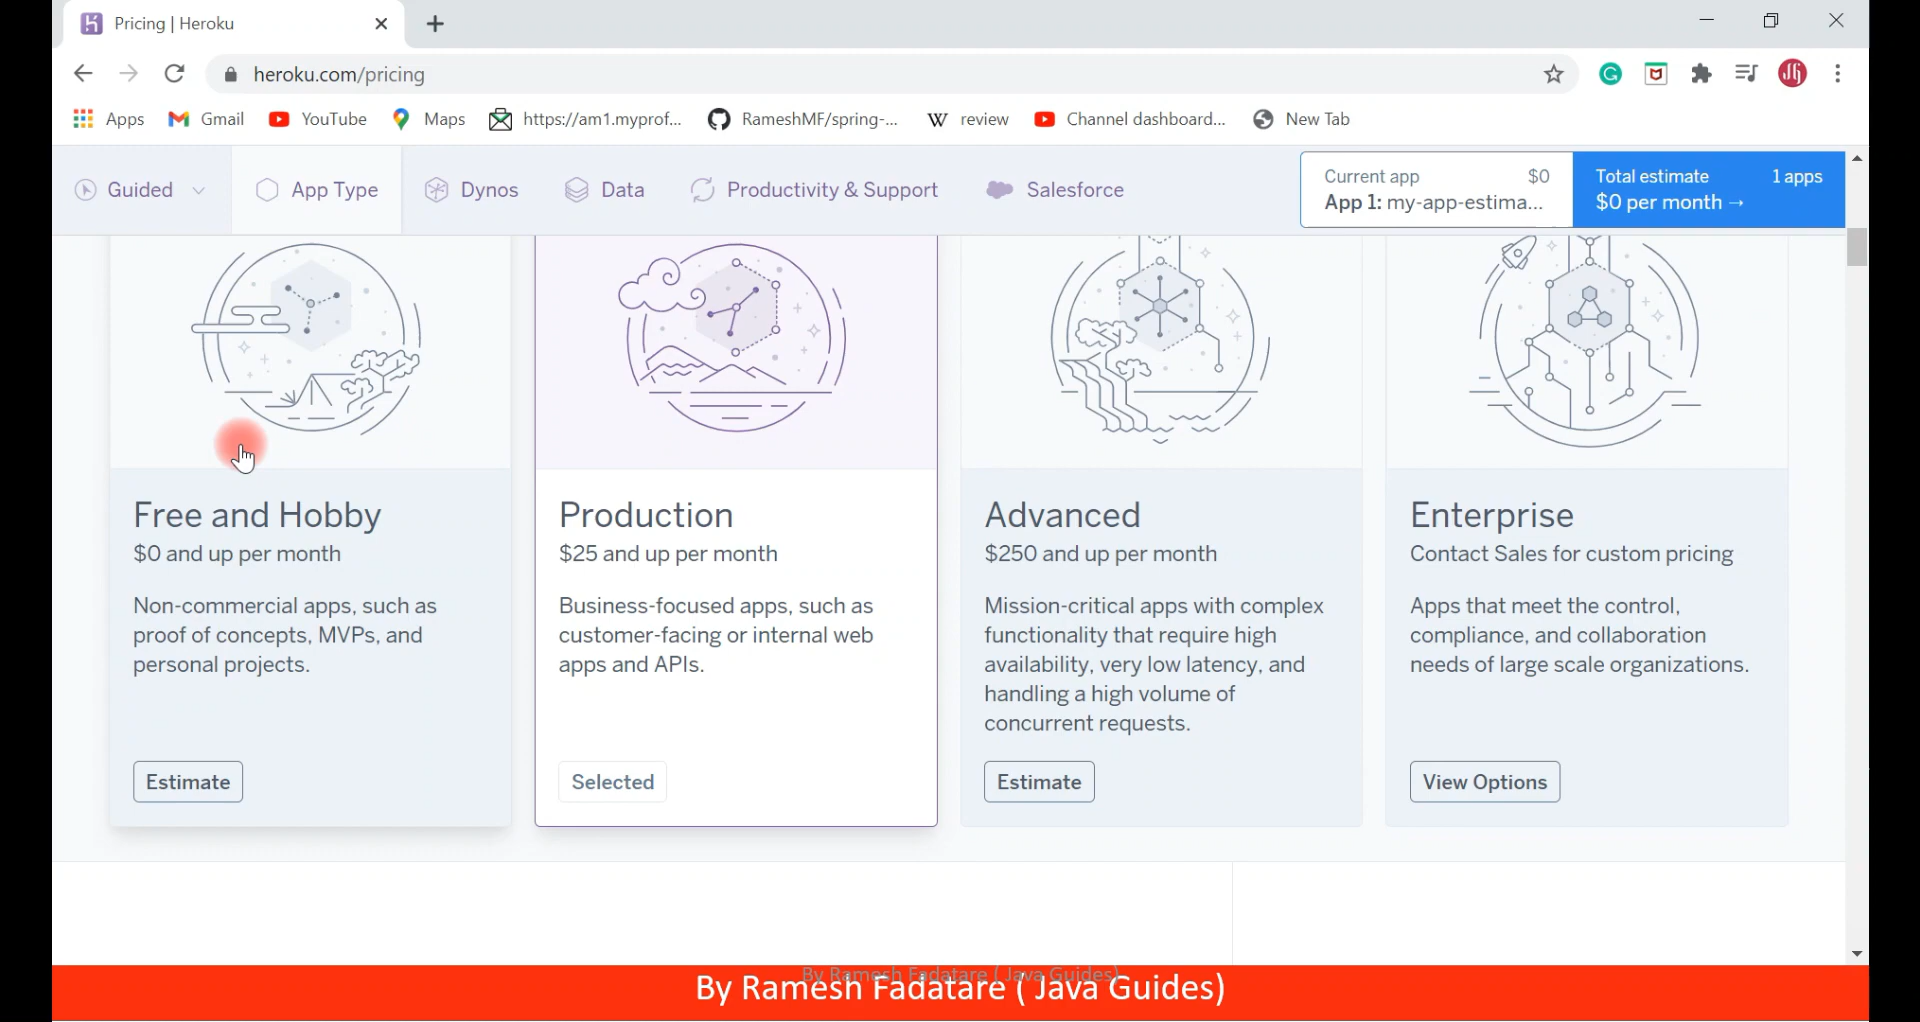 Pricing | Heroku
heroku.com/pricing
Apps
Gmail
YouTube
Maps
https://am1.myprof...
RameshMF/spring-...
review
Channel dashboard...
New Tab
Guided
App Type
Dynos
Data
Productivity & Support
Salesforce
Current app $0
App 1: my-app-estima...
Total estimate 1 apps
$0 per month →
Free and Hobby
$0 and up per month
Non-commercial apps, such as
proof of concepts, MVPs, and
personal projects.
Estimate
Production
$25 and up per month
Business-focused apps, such as
customer-facing or internal web
apps and APIs.
Selected
Advanced
$250 and up per month
Mission-critical apps with complex
functionality that require high
availability, very low latency, and
handling a high volume of
concurrent requests.
Estimate
Enterprise
Contact Sales for custom pricing
Apps that meet the control,
compliance, and collaboration
needs of large scale organizations.
View Options
By Ramesh Fadatare ( Java Guides)
By Ramesh Fadatare ( Java Guides)